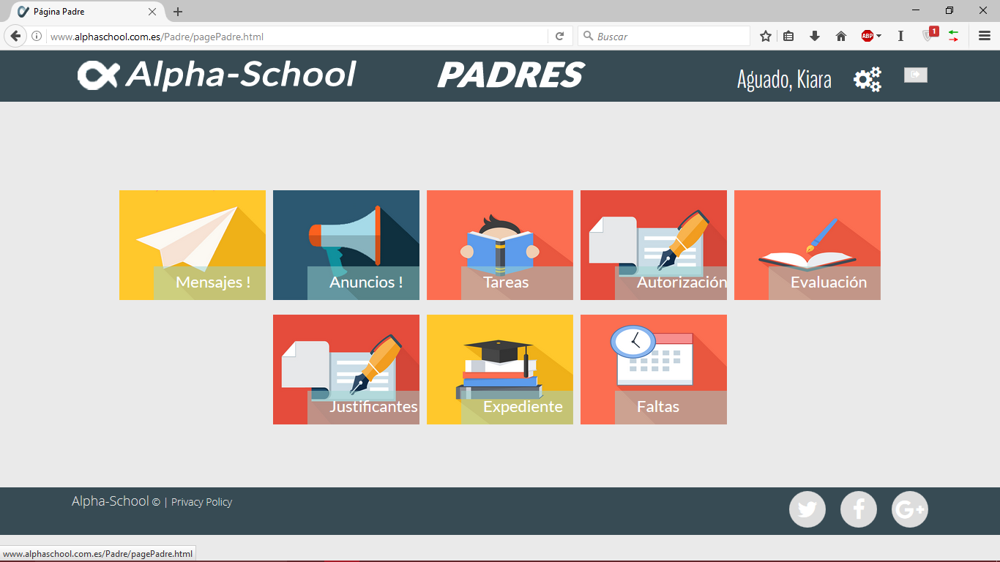 Página Padre
www.alphaschool.com.es/Padre/pagePadre.html
Buscar
ABP
1
Alpha-School
PADRES
Aguado, Kiara
Mensajes !
Anuncios !
Tareas
Autorización
Evaluación
Justificantes
Expediente
Faltas
Alpha-School © | Privacy Policy
G+
www.alphaschool.com.es/Padre/pagePadre.html